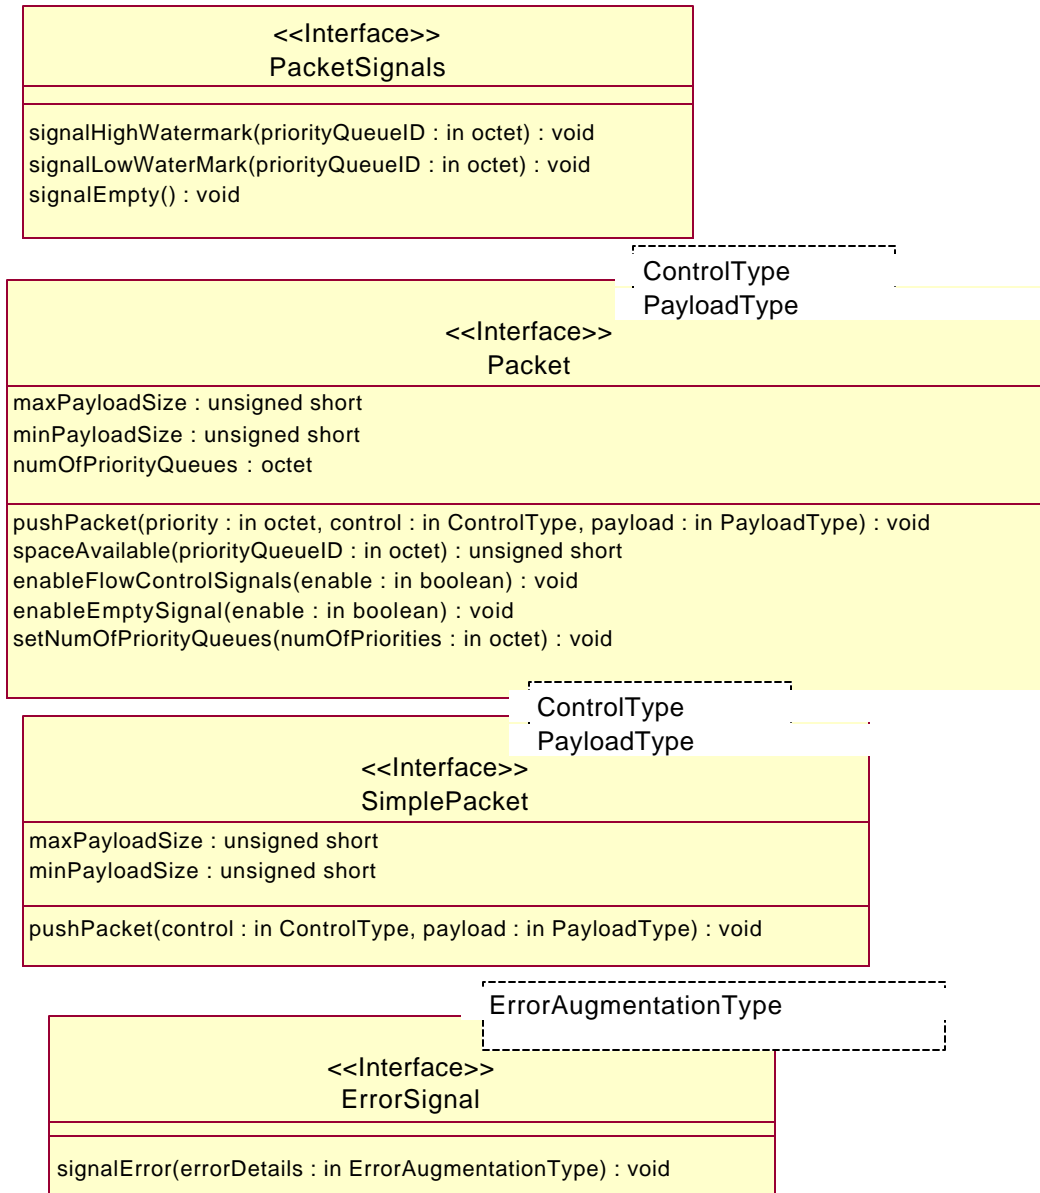 <<Interface>>
PacketSignals
signalHighWatermark(priorityQueueID : in octet) : void
signalLowWaterMark(priorityQueueID : in octet) : void
signalEmpty() : void
ControlType
PayloadType
<<Interface>>
Packet
maxPayloadSize : unsigned short
minPayloadSize : unsigned short
numOfPriorityQueues : octet
pushPacket(priority : in octet, control : in ControlType, payload : in PayloadType) : void
spaceAvailable(priorityQueueID : in octet) : unsigned short
enableFlowControlSignals(enable : in boolean) : void
enableEmptySignal(enable : in boolean) : void
setNumOfPriorityQueues(numOfPriorities : in octet) : void
ControlType
PayloadType
<<Interface>>
SimplePacket
maxPayloadSize : unsigned short
minPayloadSize : unsigned short
pushPacket(control : in ControlType, payload : in PayloadType) : void
ErrorAugmentationType
<<Interface>>
ErrorSignal
signalError(errorDetails : in ErrorAugmentationType) : void